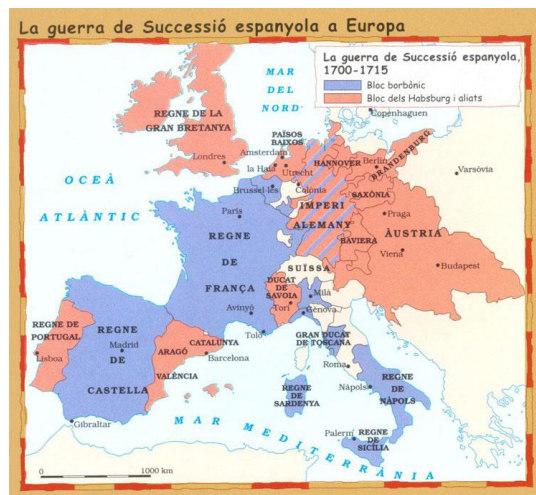 La guerra de Successió espanyola a Europa
La guerra de Successió espanyola,
1700-1715
Bloc borbònic
Bloc dels Habsburg i aliats
MAR
DEL
NORD
Copenhaguen
REGNE DE LA
GRAN BRETANYA
Londres
PAÏSOS
BAIXOS
Amsterdam
la Haia
Utrecht
Brussel·les
Colònia
HANNOVER
Berlín
BRANDENBURG
Varsòvia
SAXÒNIA
IMPERI
ALEMANY
Praga
BAVIERA
ÀUSTRIA
Viena
Budapest
OCEÀ
ATLÀNTIC
París
REGNE
DE
FRANÇA
SUÏSSA
DUCAT
DE
SAVOIA
Torí
Milà
Gènova
Avinyó
Toló
GRAN DUCAT
DE TOSCANA
Roma
REGNE DE
PORTUGAL
Lisboa
REGNE
Madrid
DE
CASTELLA
ARAGÓ
CATALUNYA
Barcelona
VALÈNCIA
Gibraltar
REGNE
DE
SARDENYA
Nàpols
REGNE
DE
NÀPOLS
Palerm
REGNE
DE
SICÍLIA
MAR MEDITERRÀNIA
0 1000 km